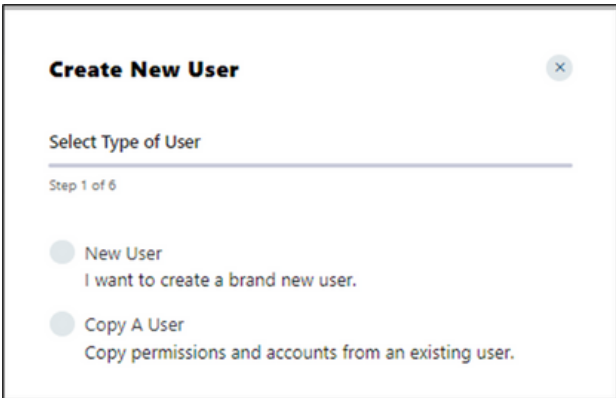 Create New User
×
Select Type of User
Step 1 of 6
New User
I want to create a brand new user.
Copy A User
Copy permissions and accounts from an existing user.